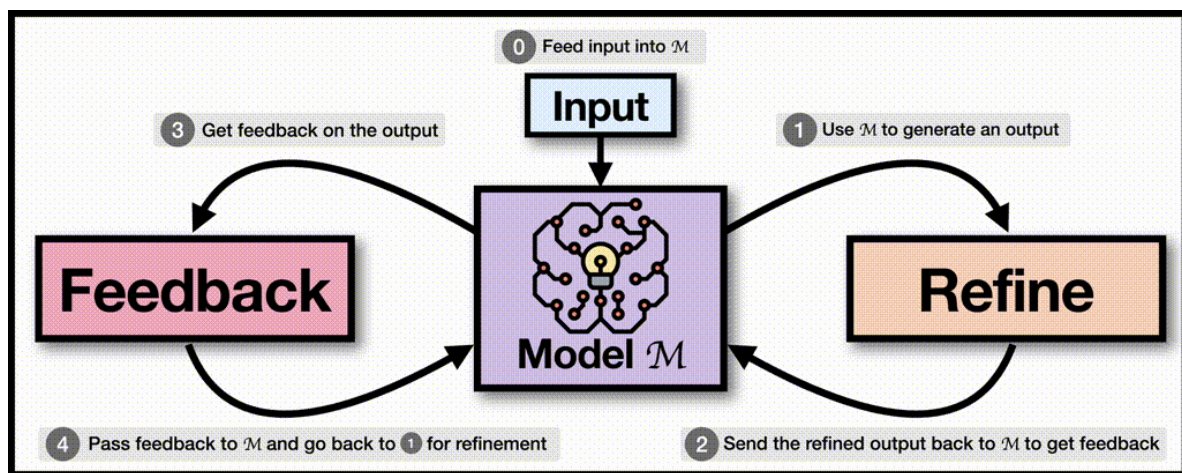 0 Feed input into ℳ
Input
3 Get feedback on the output
1 Use ℳ to generate an output
Feedback
Model ℳ
Refine
4 Pass feedback to ℳ and go back to 1 for refinement
2 Send the refined output back to ℳ to get feedback